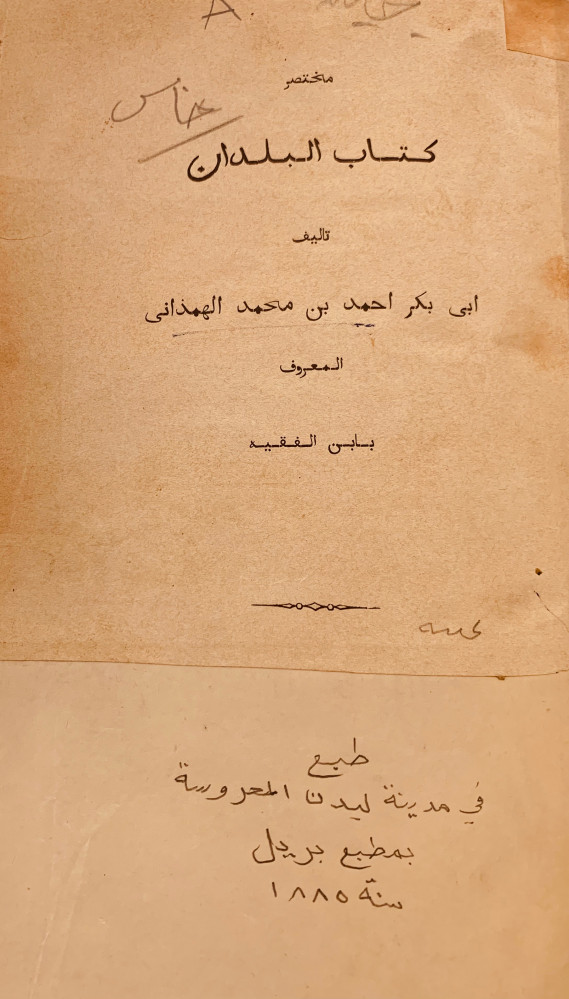 A
مختصر
خامس
كتاب البلدان
تاليف
ابى بكر احمد بن محمد الهمذانى
المعروف
بابن الفقيه
طبع
في مدينة ليدن المحروسة
بمطبع بريل
سنة ١٨٨٥